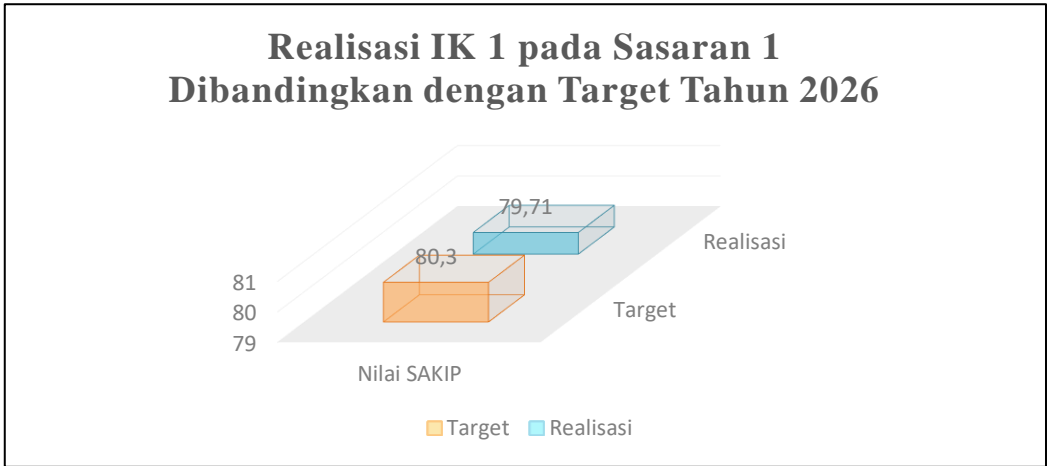 Realisasi IK 1 pada Sasaran 1
Dibandingkan dengan Target Tahun 2026
79,71
Realisasi
80,3
81
80
Target
79
Nilai SAKIP
Target Realisasi